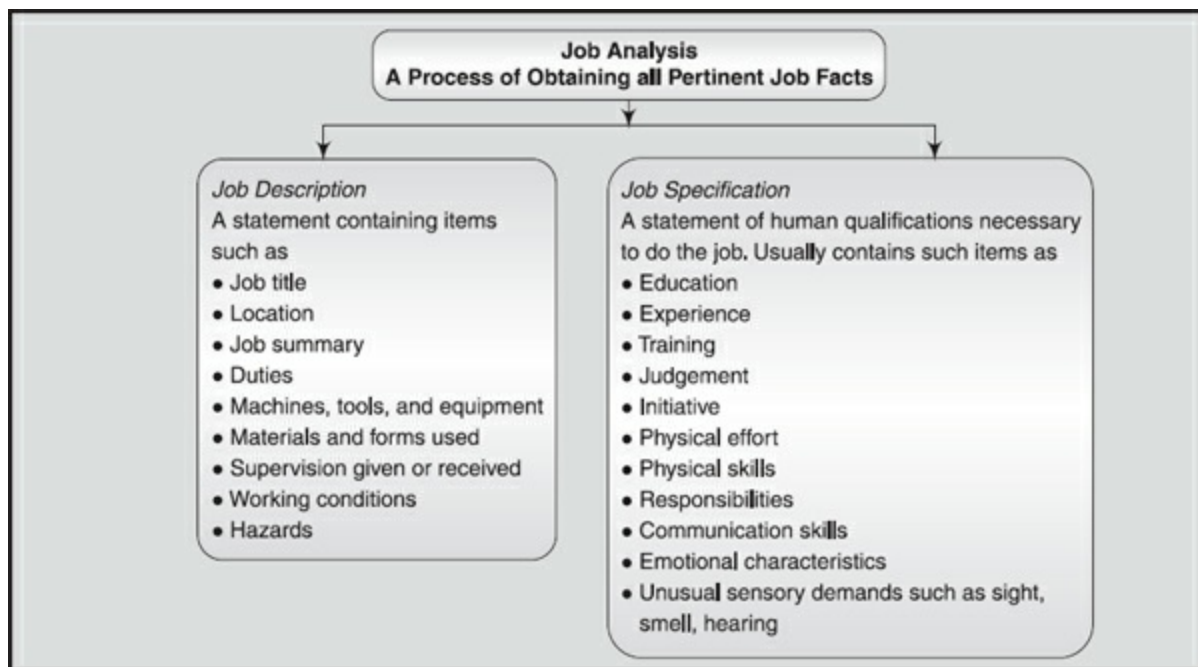 Job Analysis
A Process of Obtaining all Pertinent Job Facts
Job Description
A statement containing items
such as
• Job title
• Location
• Job summary
• Duties
• Machines, tools, and equipment
• Materials and forms used
• Supervision given or received
• Working conditions
• Hazards
Job Specification
A statement of human qualifications necessary
to do the job. Usually contains such items as
• Education
• Experience
• Training
• Judgement
• Initiative
• Physical effort
• Physical skills
• Responsibilities
• Communication skills
• Emotional characteristics
• Unusual sensory demands such as sight,
smell, hearing